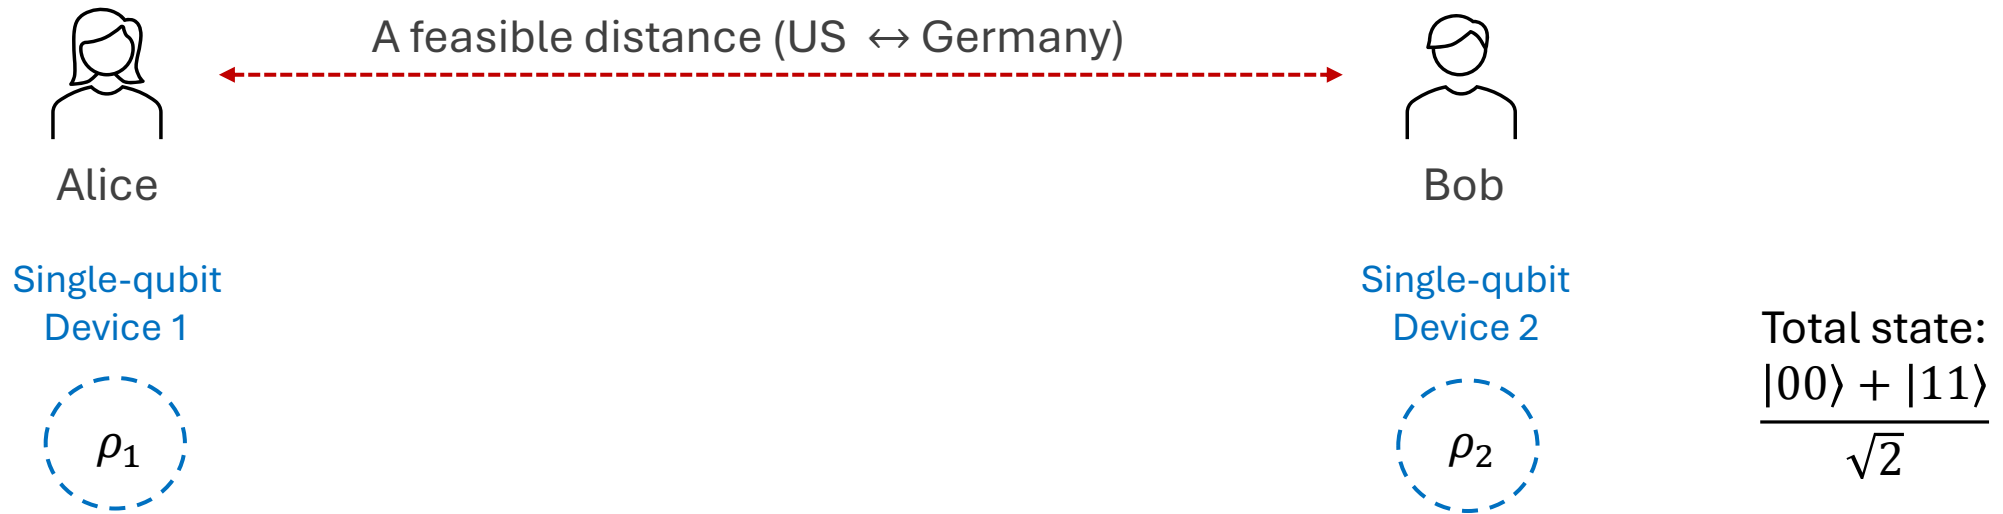 A feasible distance (US ↔ Germany)
Alice
Bob
Single-qubit
Device 1
Single-qubit
Device 2
Total state:
|00⟩ + |11⟩
√2
ρ₁
ρ₂